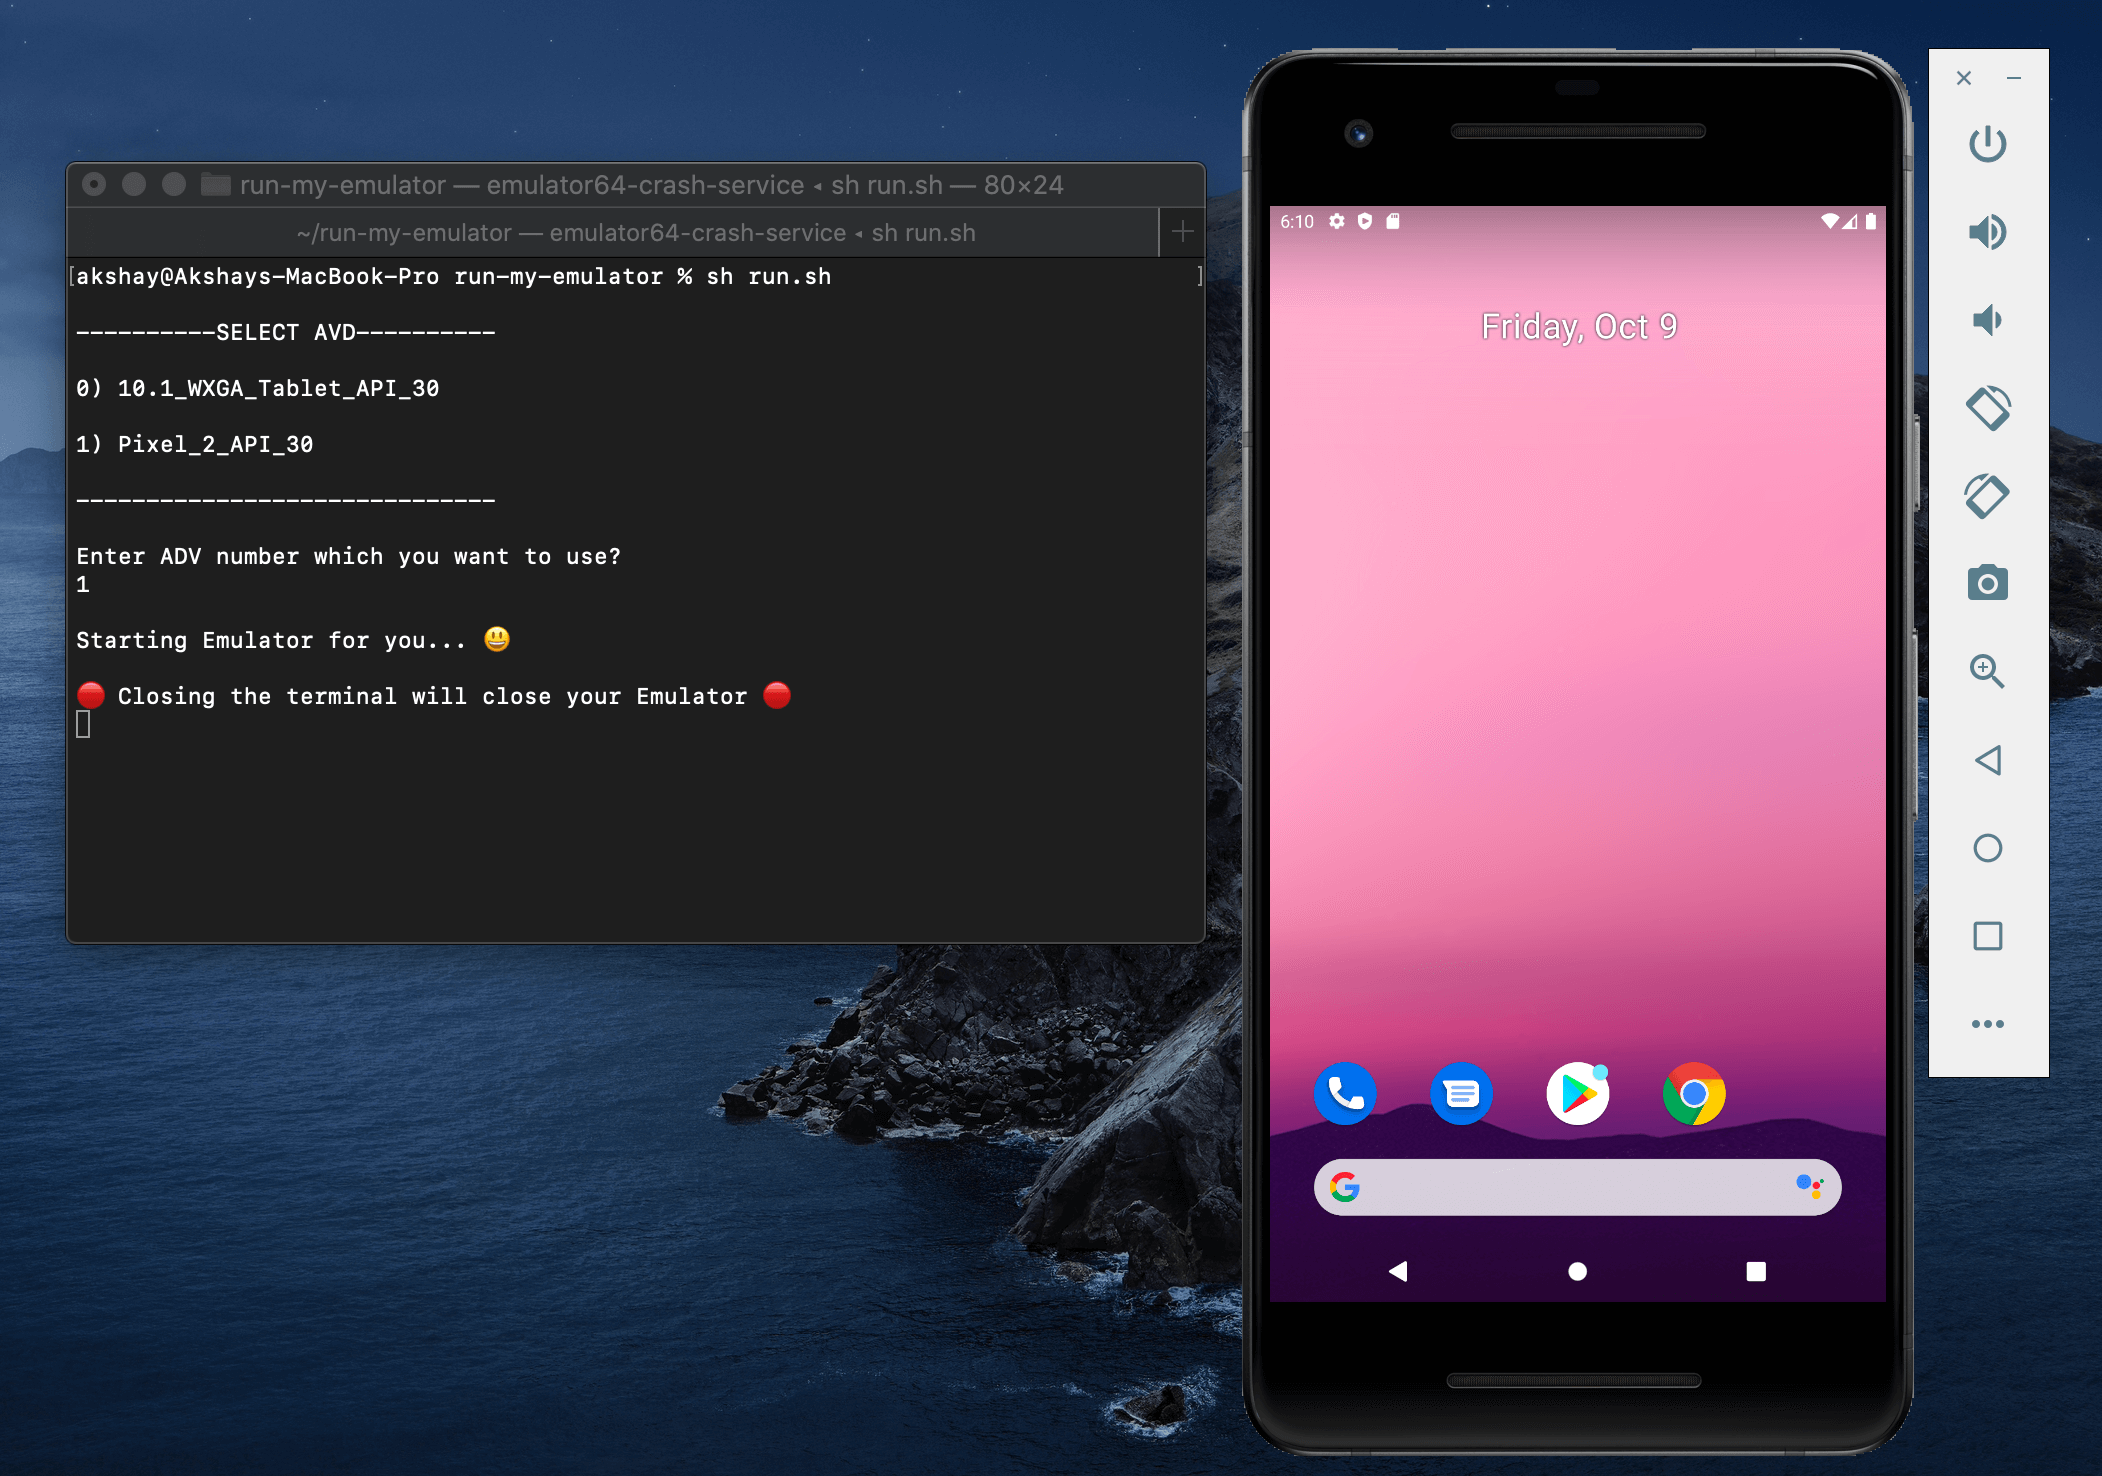 run-my-emulator — emulator64-crash-service ◂ sh run.sh — 80×24
~/run-my-emulator — emulator64-crash-service ◂ sh run.sh
[akshay@Akshays-MacBook-Pro run-my-emulator % sh run.sh ]
----------SELECT AVD----------
0) 10.1_WXGA_Tablet_API_30
1) Pixel_2_API_30
------------------------------
Enter ADV number which you want to use?
1
Starting Emulator for you... 😃
🔴 Closing the terminal will close your Emulator 🔴
6:10
Friday, Oct 9
G